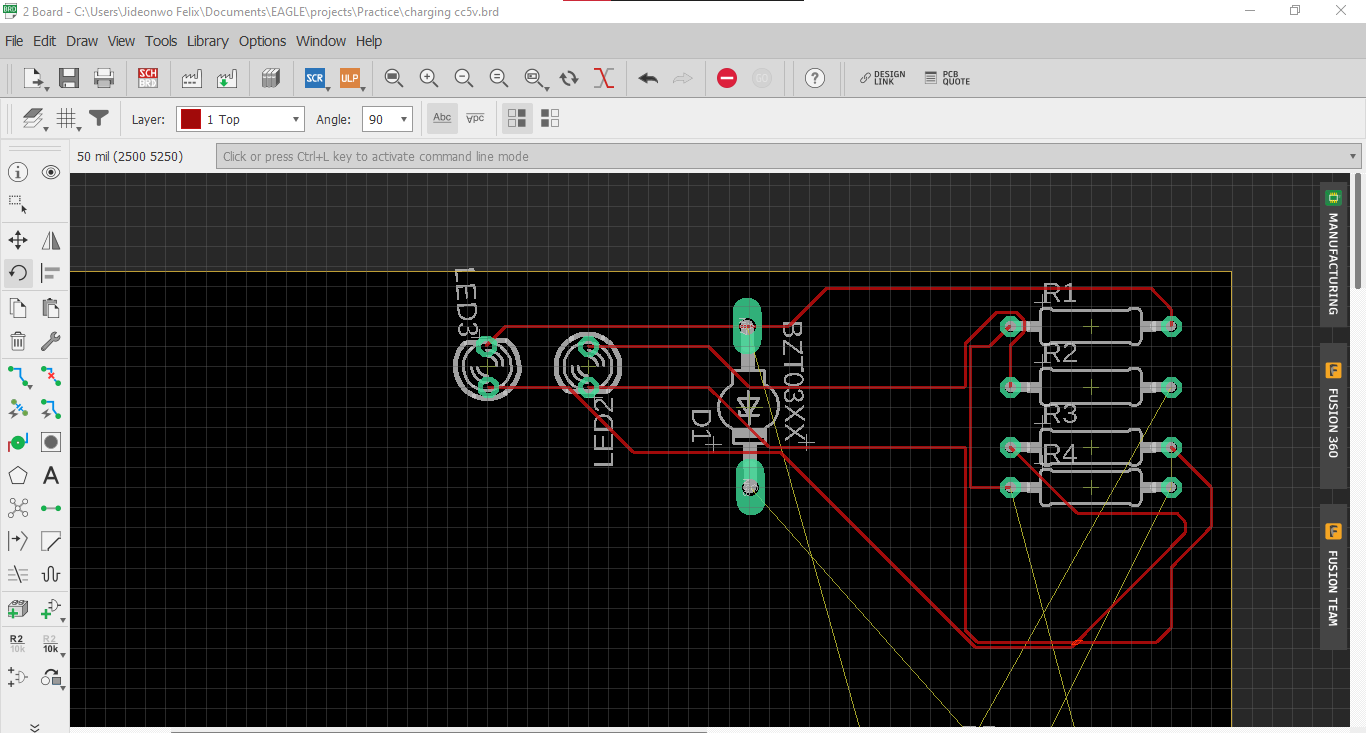 2 Board - C:\Users\Jideonwo Felix\Documents\EAGLE\projects\Practice\charging cc5v.brd
File Edit Draw View Tools Library Options Window Help
SCH
BRD
SCR
ULP
DESIGN
LINK
PCB
QUOTE
Layer: 1 Top Angle: 90 Abc Abc
50 mil (2500 5250) Click or press Ctrl+L key to activate command line mode
MANUFACTURING
FUSION 360
FUSION TEAM
R2
10k
R2
10k
LED3
LED2
D1
BZT03XX
R1
R2
R3
R4